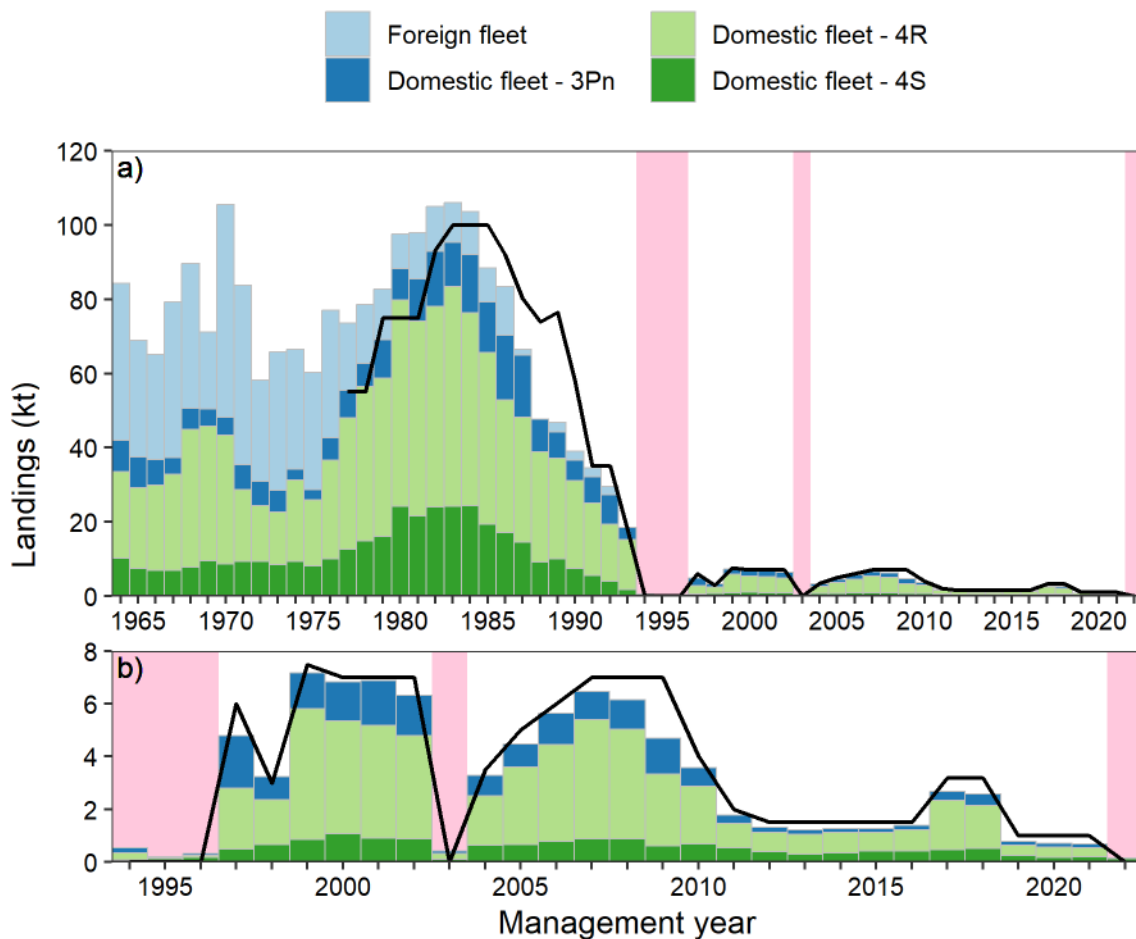 Foreign fleet
Domestic fleet - 4R
Domestic fleet - 3Pn
Domestic fleet - 4S
a)
120
100
80
60
40
20
0
1965 1970 1975 1980 1985 1990 1995 2000 2005 2010 2015 2020
Landings (kt)
b)
8
6
4
2
0
1995 2000 2005 2010 2015 2020
Management year